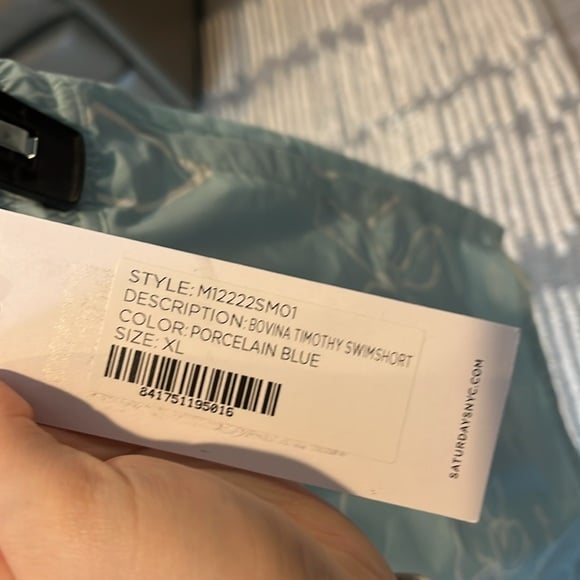 STYLE: M12222SM01
DESCRIPTION: BOVINA TIMOTHY SWIMSHORT
COLOR: PORCELAIN BLUE
SIZE: XL
841751195016
SATURDAYSNYC.COM